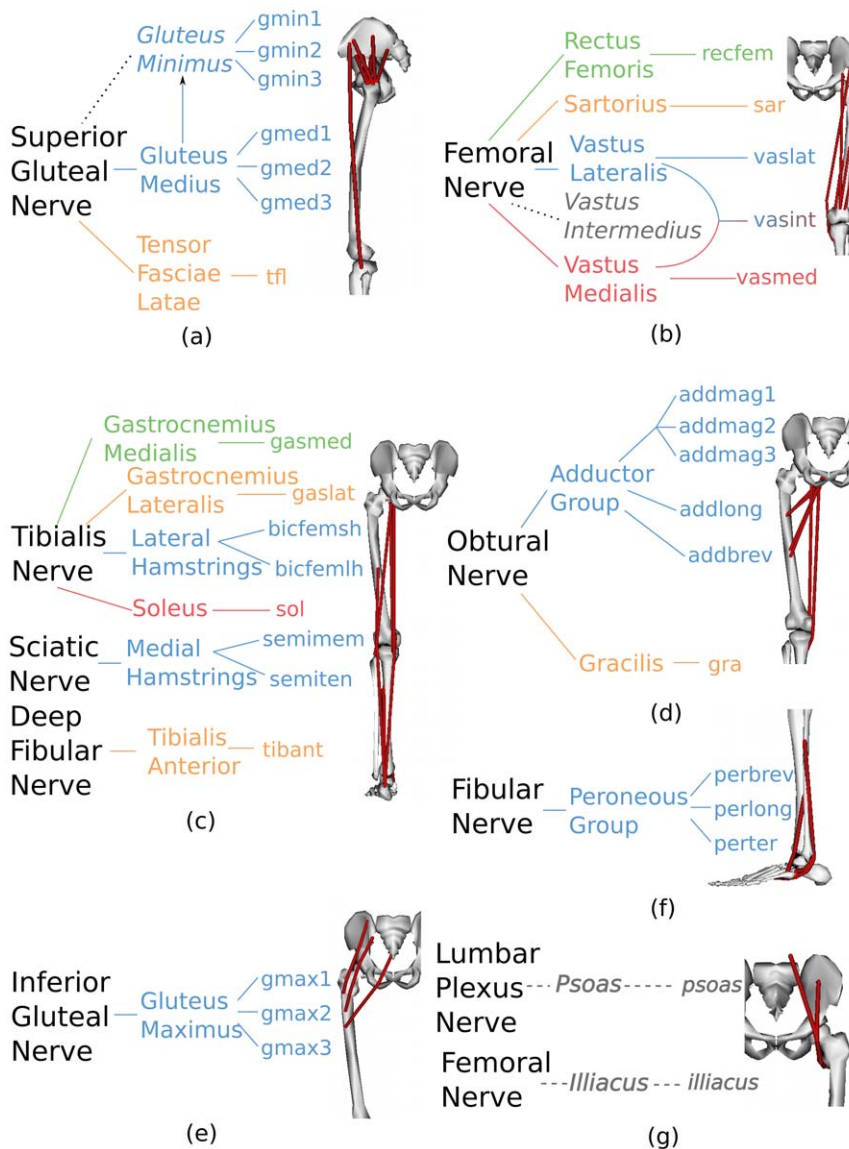 Gluteus
Minimus
gmin1
gmin2
gmin3
Superior
Gluteal
Nerve
Gluteus
Medius
gmed1
gmed2
gmed3
Tensor
Fasciae
Latae
tfl
(a)
Femoral
Nerve
Rectus
Femoris
recfem
Sartorius
sar
Vastus
Lateralis
vaslat
Vastus
Intermedius
vasint
Vastus
Medialis
vasmed
(b)
Tibialis
Nerve
Gastrocnemius
Medialis
gasmed
Gastrocnemius
Lateralis
gaslat
Lateral
Hamstrings
bicfemsh
bicfemlh
Soleus
sol
Sciatic
Nerve
Medial
Hamstrings
semimem
semiten
Deep
Fibular
Nerve
Tibialis
Anterior
tibant
(c)
Obtural
Nerve
Adductor
Group
addmag1
addmag2
addmag3
addlong
addbrev
Gracilis
gra
(d)
Fibular
Nerve
Peroneous
Group
perbrev
perlong
perter
(f)
Inferior
Gluteal
Nerve
Gluteus
Maximus
gmax1
gmax2
gmax3
(e)
Lumbar
Plexus
Nerve
Psoas
psoas
Femoral
Nerve
Illiacus
illiacus
(g)